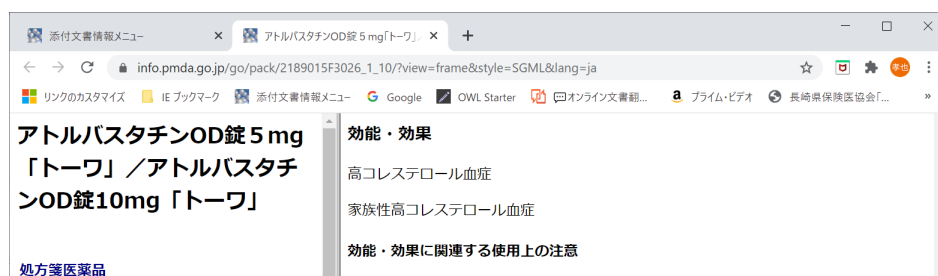 添付文書情報メニュー
アトルバスタチンOD錠５mg「トーワ」
info.pmda.go.jp/go/pack/2189015F3026_1_10/?view=frame&style=SGML&lang=ja
孝也
リンクのカスタマイズ IE ブックマーク 添付文書情報メニュー Google OWL Starter オンライン文書翻... プライム・ビデオ 長崎県保険医協会「... »
アトルバスタチンOD錠５mg
「トーワ」／アトルバスタチ
ンOD錠10mg「トーワ」
処方箋医薬品
効能・効果
高コレステロール血症
家族性高コレステロール血症
効能・効果に関連する使用上の注意